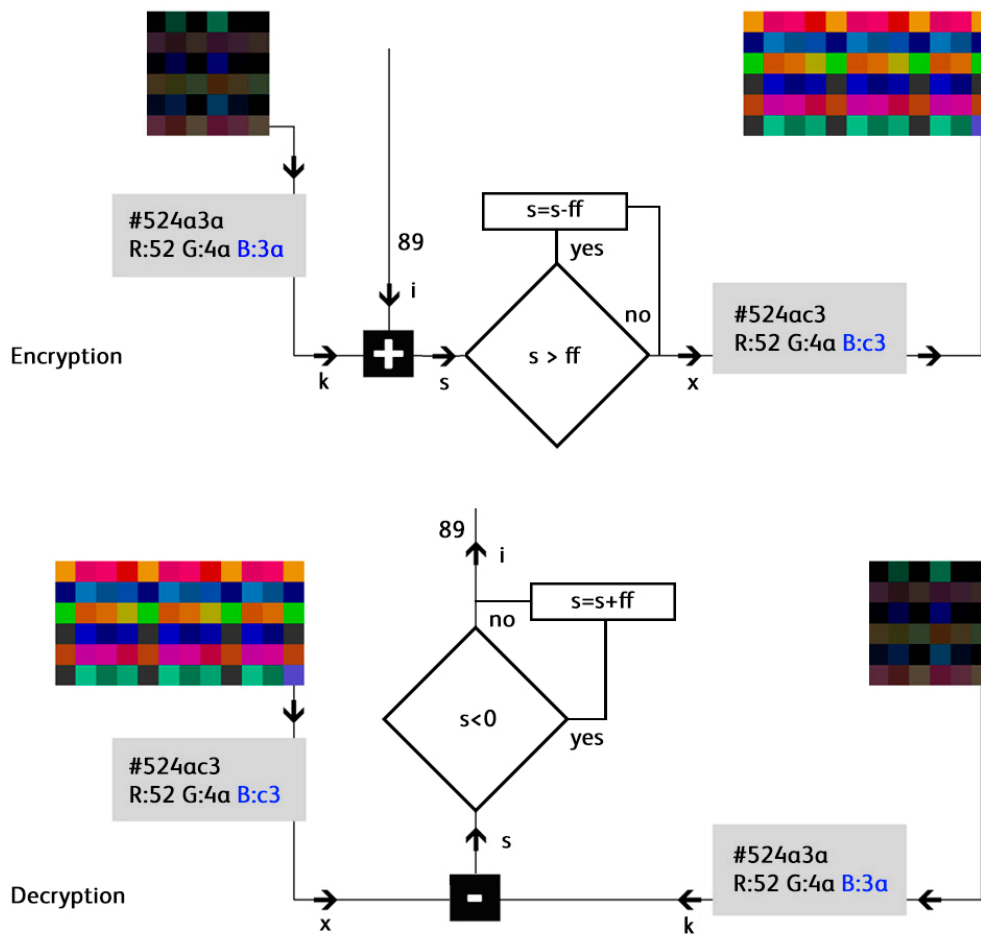 #524a3a
R:52 G:4a B:3a
89
i
s=s-ff
yes
no
s > ff
#524ac3
R:52 G:4a B:c3
Encryption
k
s
x
89
i
s=s+ff
no
s<0
yes
#524ac3
R:52 G:4a B:c3
s
#524a3a
R:52 G:4a B:3a
Decryption
x
k